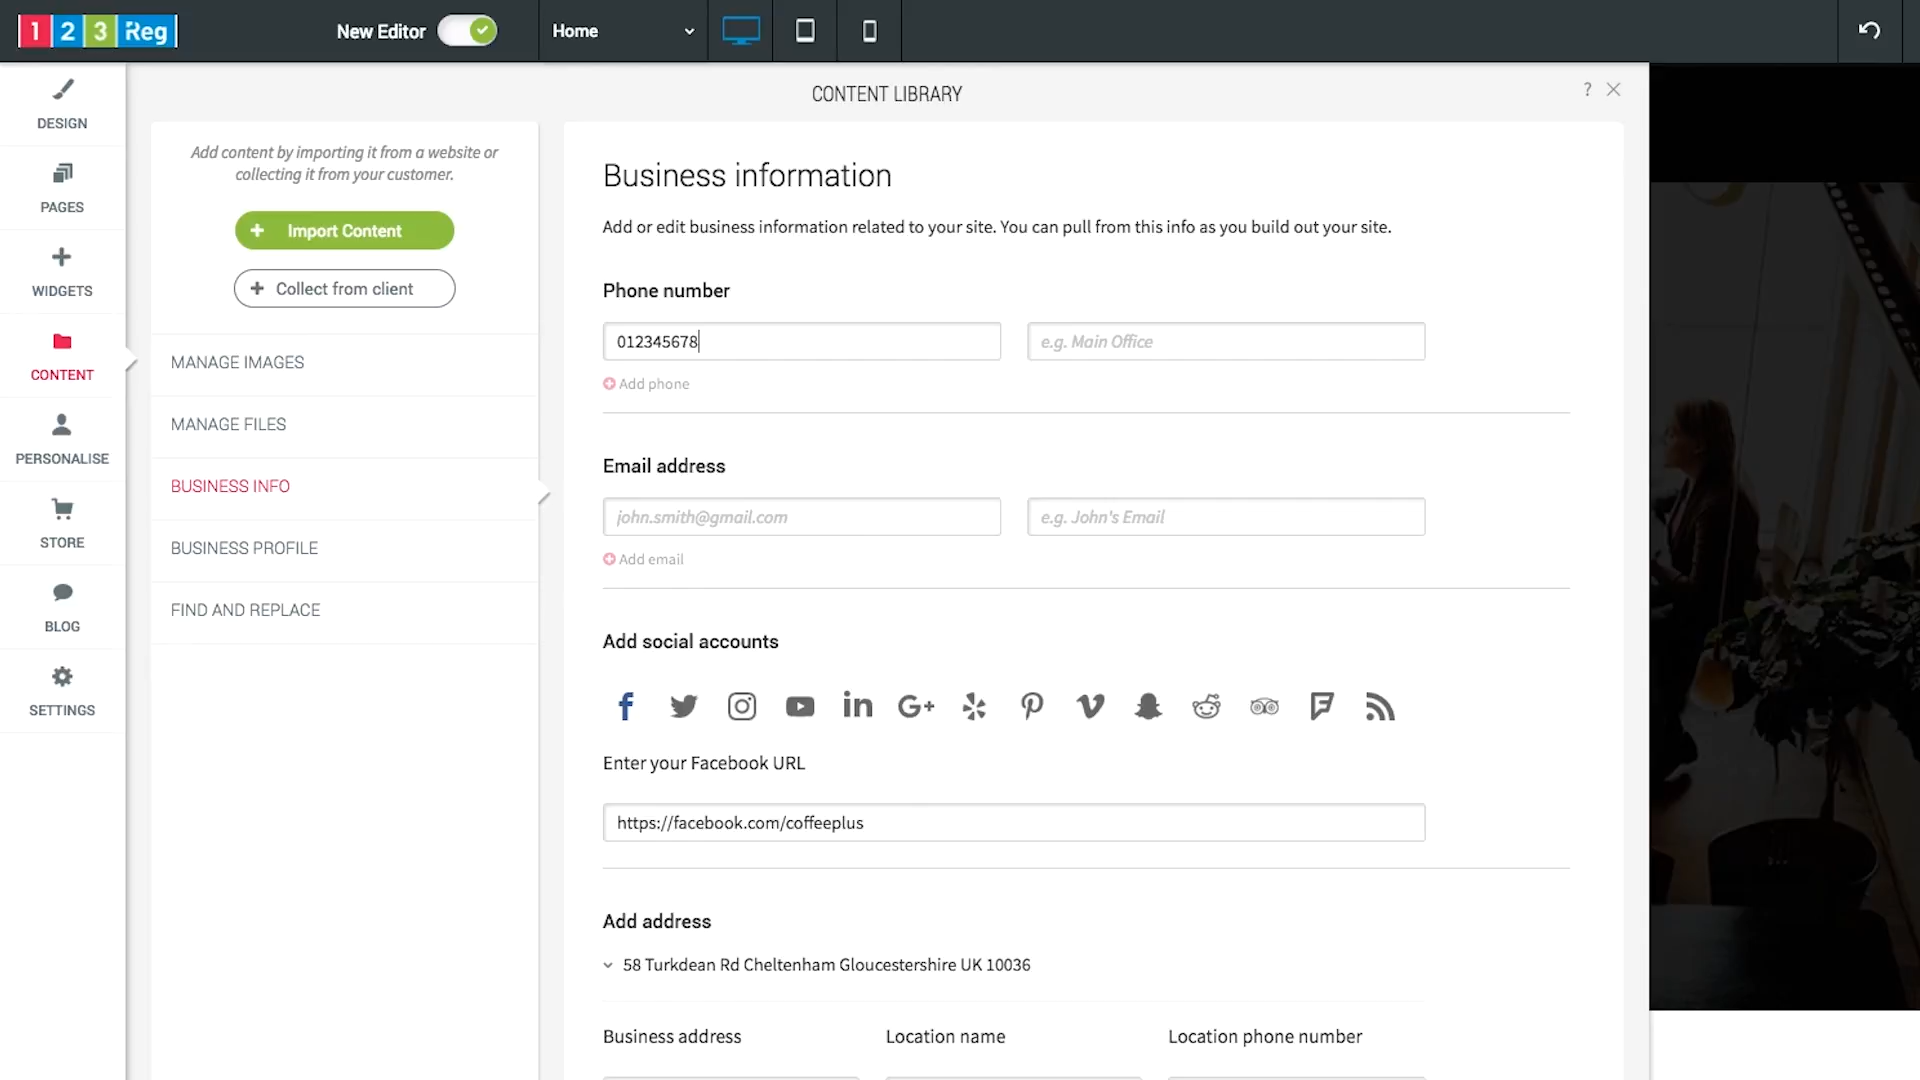 123Reg
New Editor
Home
DESIGN
PAGES
WIDGETS
CONTENT
PERSONALISE
STORE
BLOG
SETTINGS
CONTENT LIBRARY
?
Add content by importing it from a website or
collecting it from your customer.
+ Import Content
+ Collect from client
MANAGE IMAGES
MANAGE FILES
BUSINESS INFO
BUSINESS PROFILE
FIND AND REPLACE
Business information
Add or edit business information related to your site. You can pull from this info as you build out your site.
Phone number
012345678
e.g. Main Office
Add phone
Email address
john.smith@gmail.com
e.g. John's Email
Add email
Add social accounts
Enter your Facebook URL
https://facebook.com/coffeeplus
Add address
58 Turkdean Rd Cheltenham Gloucestershire UK 10036
Business address
Location name
Location phone number